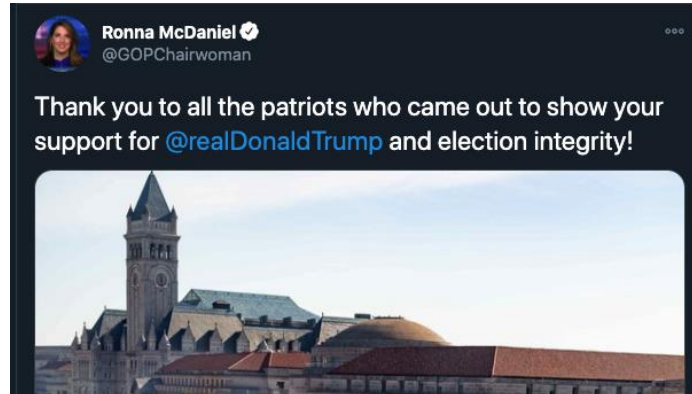 Ronna McDaniel
@GOPChairwoman
Thank you to all the patriots who came out to show your
support for @realDonaldTrump and election integrity!